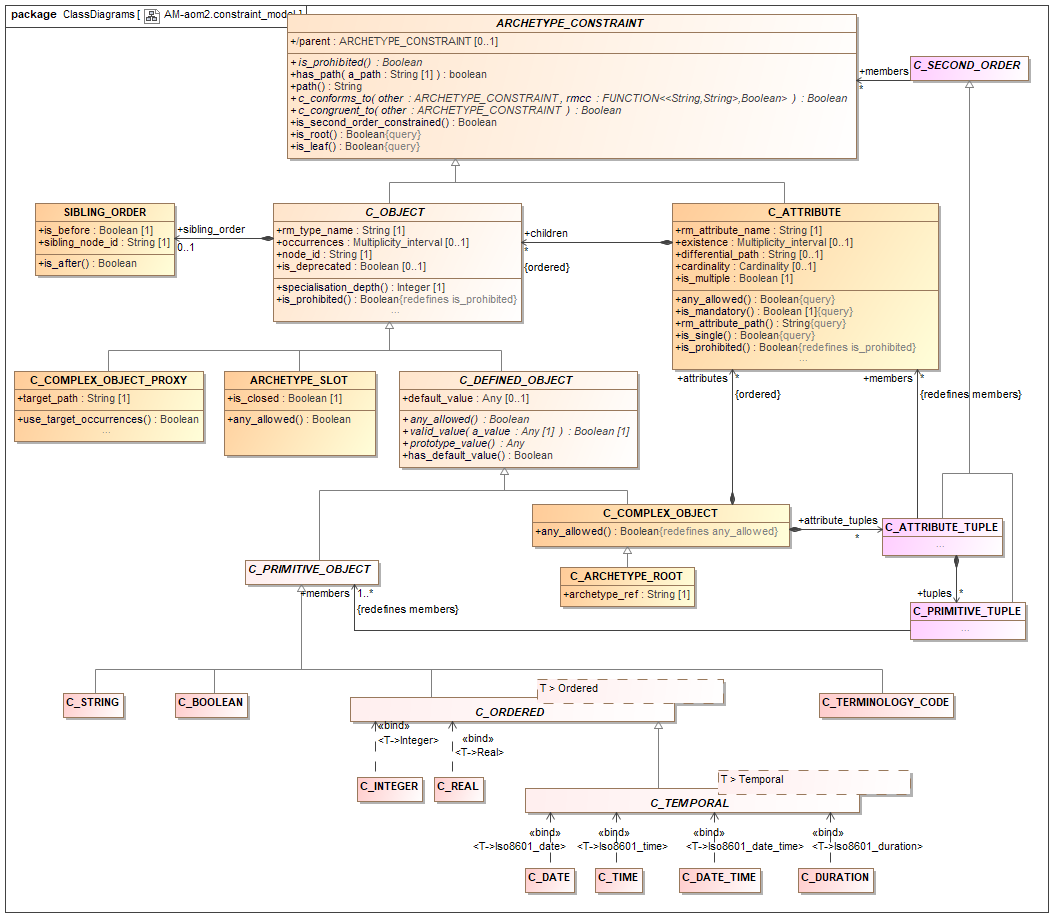 package ClassDiagrams [ AM-aom2.constraint_model ]
ARCHETYPE_CONSTRAINT
+/parent : ARCHETYPE_CONSTRAINT [0..1]
+is_prohibited() : Boolean
+has_path( a_path : String [1] ) : boolean
+path() : String
+c_conforms_to( other : ARCHETYPE_CONSTRAINT, rmcc : FUNCTION<<String,String>,Boolean> ) : Boolean
+c_congruent_to( other : ARCHETYPE_CONSTRAINT ) : Boolean
+is_second_order_constrained() : Boolean
+is_root() : Boolean{query}
+is_leaf() : Boolean{query}
+members
*
C_SECOND_ORDER
SIBLING_ORDER
+is_before : Boolean [1]
+sibling_node_id : String [1]
+is_after() : Boolean
+sibling_order
0..1
C_OBJECT
+rm_type_name : String [1]
+occurrences : Multiplicity_interval [0..1]
+node_id : String [1]
+is_deprecated : Boolean [0..1]
+specialisation_depth() : Integer [1]
+is_prohibited() : Boolean{redefines is_prohibited}
...
+children
*
{ordered}
C_ATTRIBUTE
+rm_attribute_name : String [1]
+existence : Multiplicity_interval [0..1]
+differential_path : String [0..1]
+cardinality : Cardinality [0..1]
+is_multiple : Boolean [1]
+any_allowed() : Boolean{query}
+is_mandatory() : Boolean [1]{query}
+rm_attribute_path() : String{query}
+is_single() : Boolean{query}
+is_prohibited() : Boolean{redefines is_prohibited}
...
C_COMPLEX_OBJECT_PROXY
+target_path : String [1]
+use_target_occurrences() : Boolean
...
ARCHETYPE_SLOT
+is_closed : Boolean [1]
+any_allowed() : Boolean
C_DEFINED_OBJECT
+default_value : Any [0..1]
+any_allowed() : Boolean
+valid_value( a_value : Any [1] ) : Boolean [1]
+prototype_value() : Any
+has_default_value() : Boolean
+attributes
*
{ordered}
+members
*
{redefines members}
C_COMPLEX_OBJECT
+any_allowed() : Boolean{redefines any_allowed}
+attribute_tuples
*
C_ATTRIBUTE_TUPLE
...
C_PRIMITIVE_OBJECT
C_ARCHETYPE_ROOT
+archetype_ref : String [1]
+members
1..*
{redefines members}
+tuples
*
C_PRIMITIVE_TUPLE
...
C_STRING
C_BOOLEAN
T > Ordered
C_ORDERED
C_TERMINOLOGY_CODE
«bind»
<T->Integer>
«bind»
<T->Real>
C_INTEGER
C_REAL
T > Temporal
C_TEMPORAL
«bind»
<T->Iso8601_date>
«bind»
<T->Iso8601_time>
«bind»
<T->Iso8601_date_time>
«bind»
<T->Iso8601_duration>
C_DATE
C_TIME
C_DATE_TIME
C_DURATION